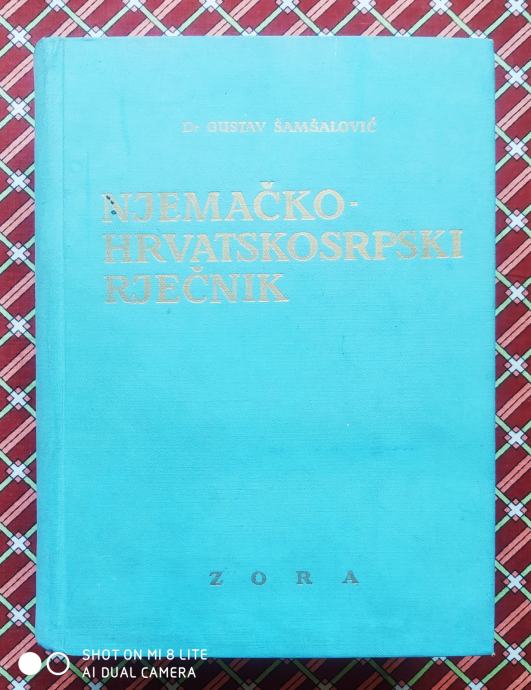 Dr GUSTAV ŠAMŠALOVIĆ
NJEMAČKO-
HRVATSKOSRPSKI
RJEČNIK
ZORA
SHOT ON MI 8 LITE
AI DUAL CAMERA